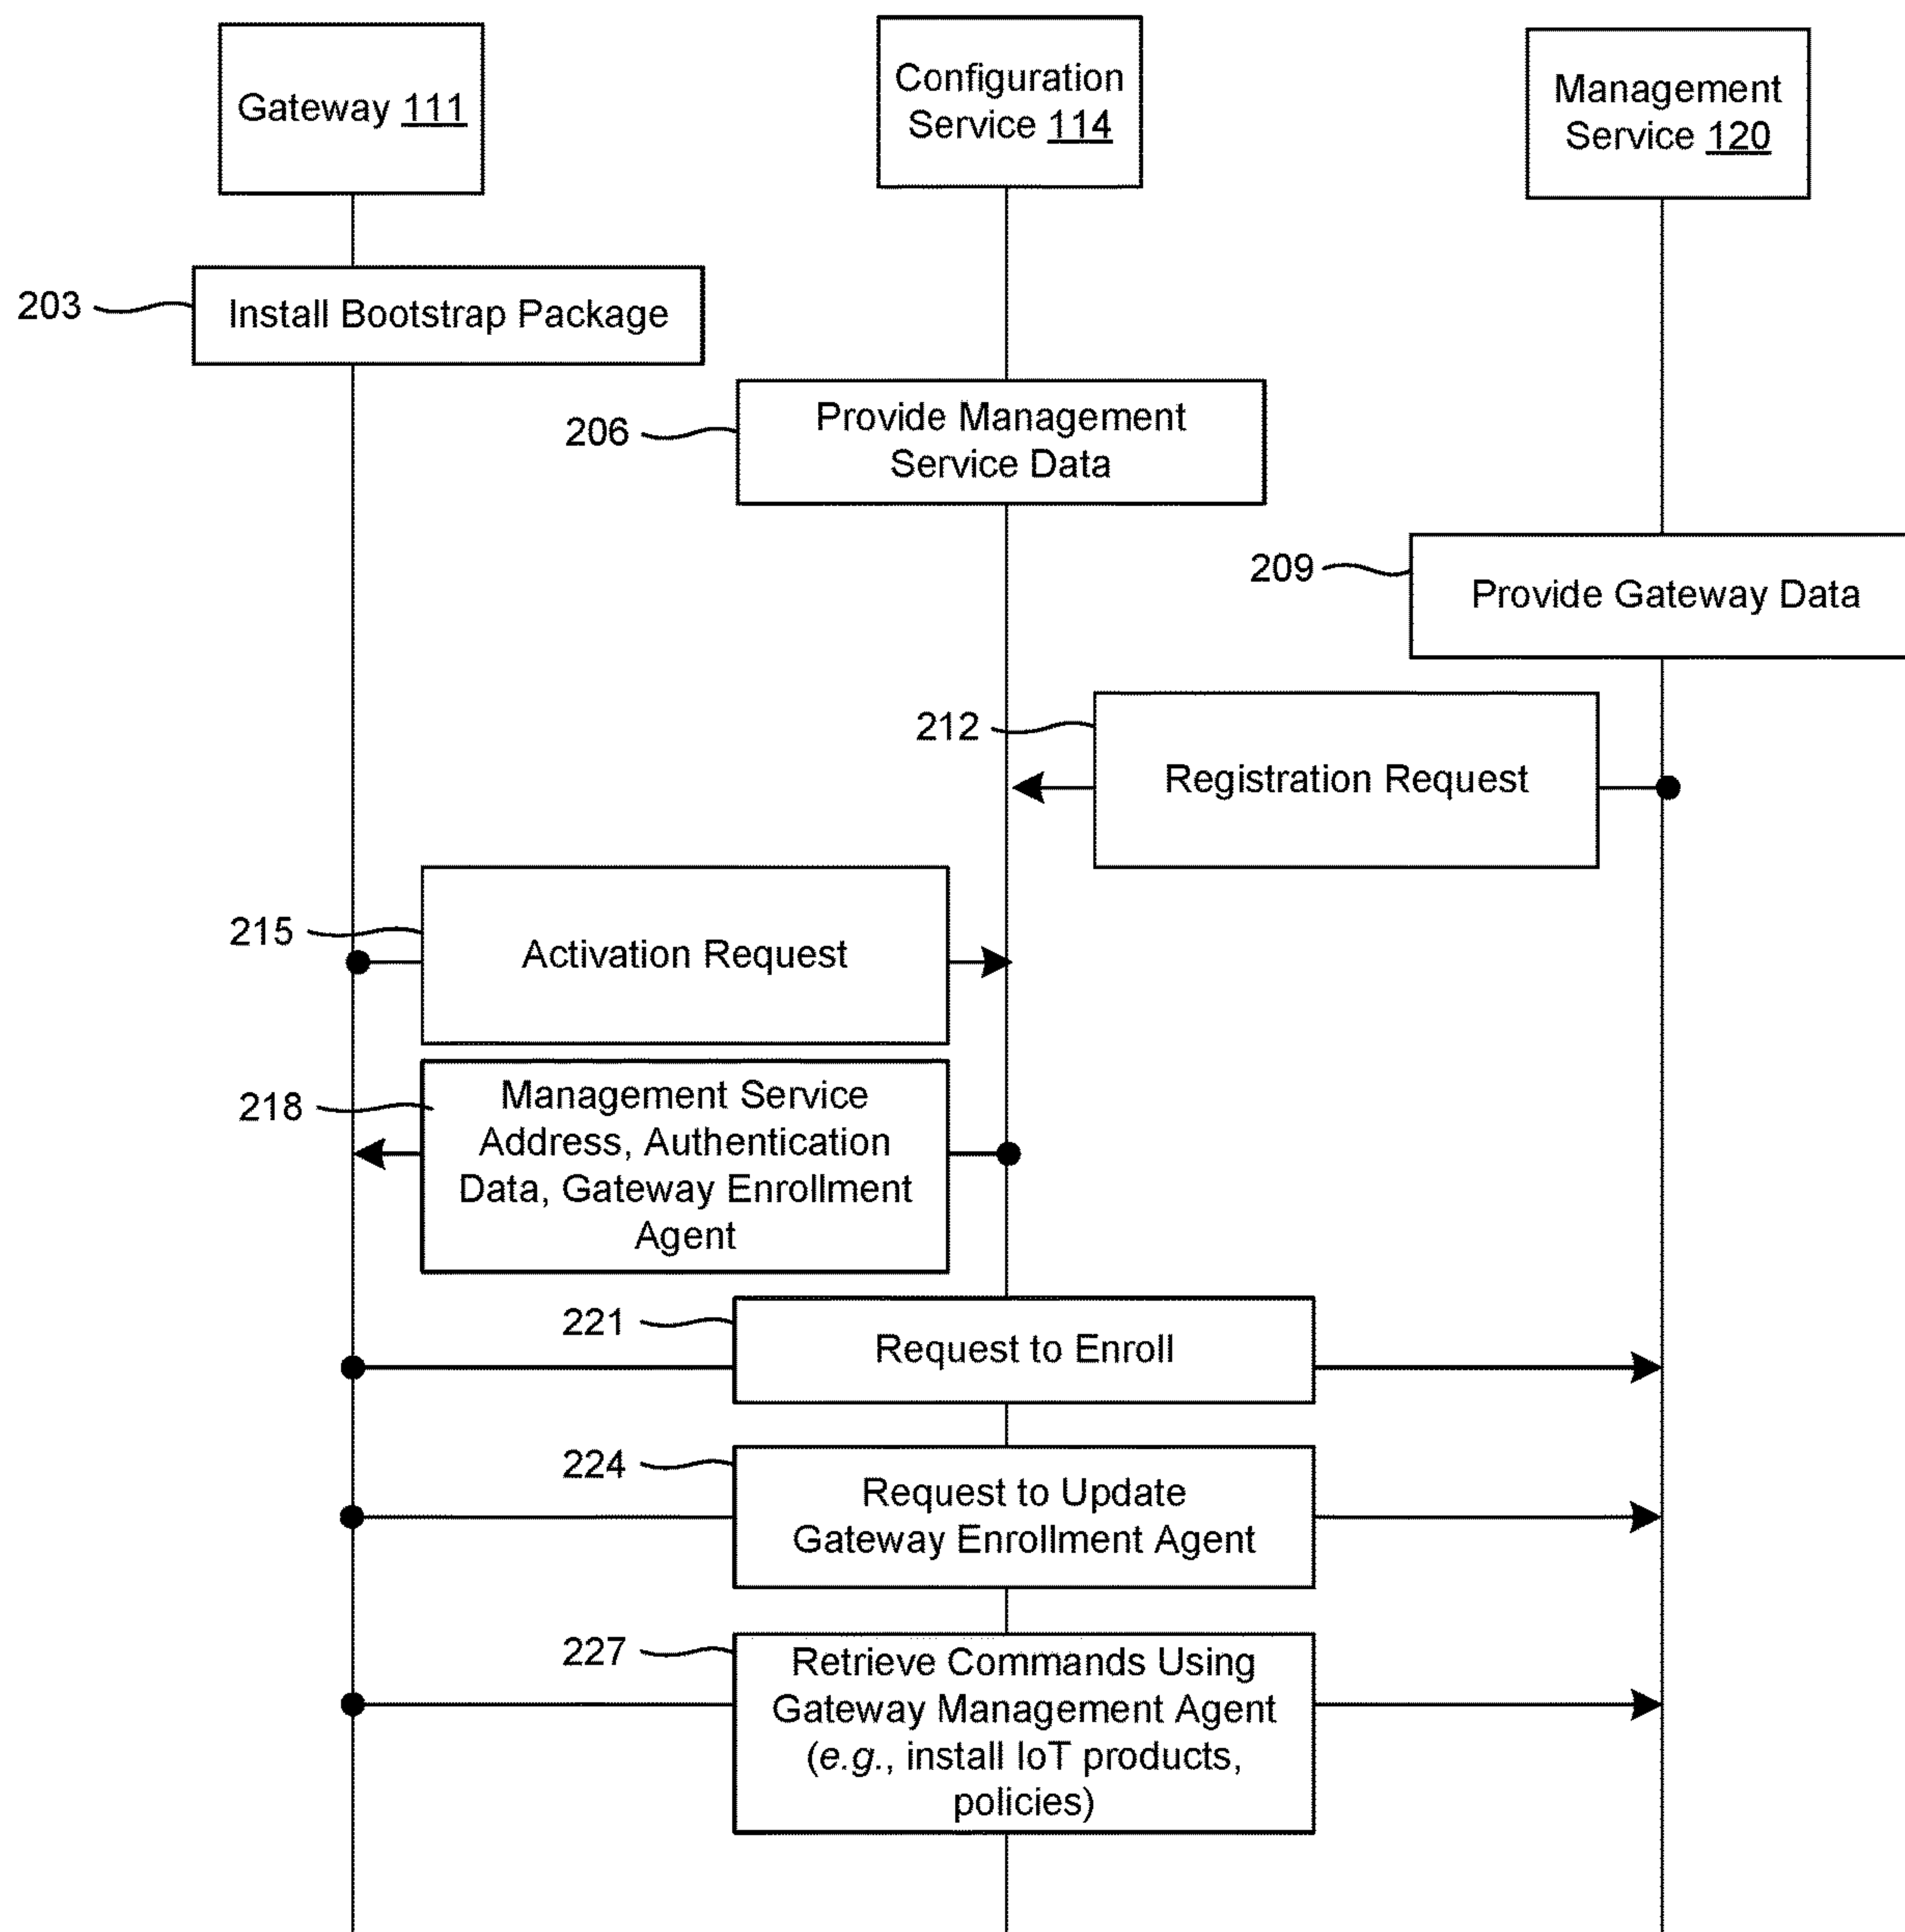 Gateway 111
Configuration
Service 114
Management
Service 120
203
Install Bootstrap Package
206
Provide Management
Service Data
209
Provide Gateway Data
212
Registration Request
215
Activation Request
218
Management Service
Address, Authentication
Data, Gateway Enrollment
Agent
221
Request to Enroll
224
Request to Update
Gateway Enrollment Agent
227
Retrieve Commands Using
Gateway Management Agent
(e.g., install IoT products,
policies)